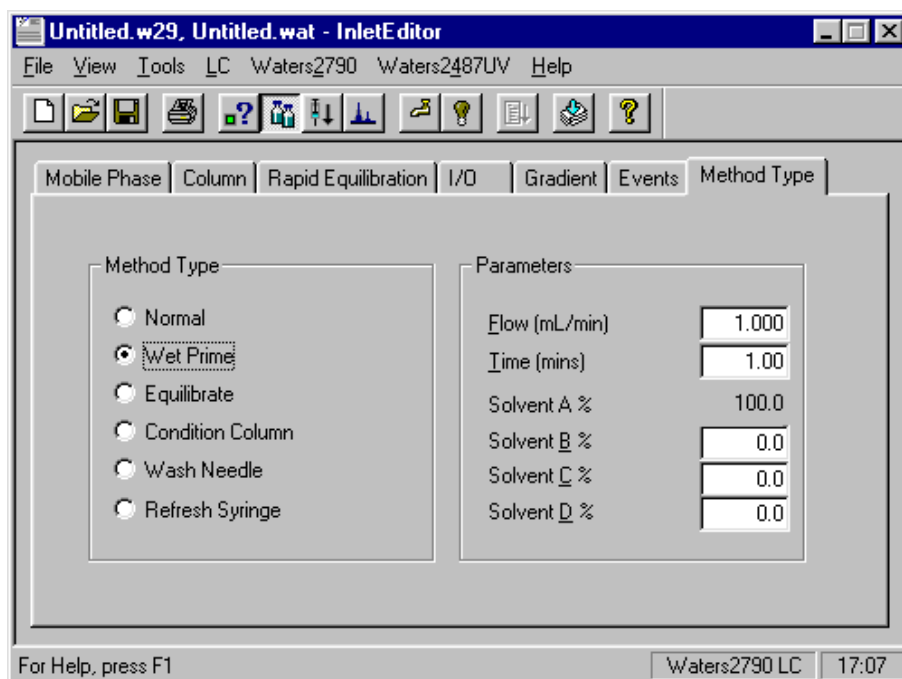 Untitled.w29, Untitled.wat - InletEditor
File View Tools LC Waters2790 Waters2487UV Help
Mobile Phase Column Rapid Equilibration I/O Gradient Events Method Type
Method Type
Normal
Wet Prime
Equilibrate
Condition Column
Wash Needle
Refresh Syringe
Parameters
Flow (mL/min) 1.000
Time (mins) 1.00
Solvent A % 100.0
Solvent B % 0.0
Solvent C % 0.0
Solvent D % 0.0
For Help, press F1 Waters2790 LC 17:07